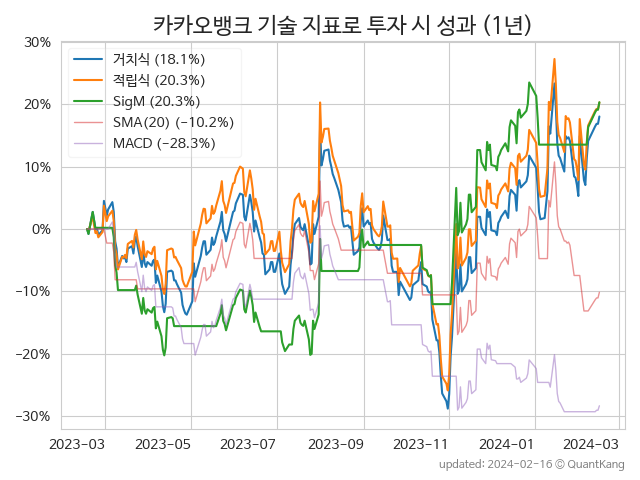 카카오뱅크 기술 지표로 투자 시 성과 (1년)
거치식 (18.1%)
적립식 (20.3%)
SigM (20.3%)
SMA(20) (−10.2%)
MACD (−28.3%)
30%
20%
10%
0%
−10%
−20%
−30%
2023-03 2023-05 2023-07 2023-09 2023-11 2024-01 2024-03
updated: 2024-02-16 © QuantKang